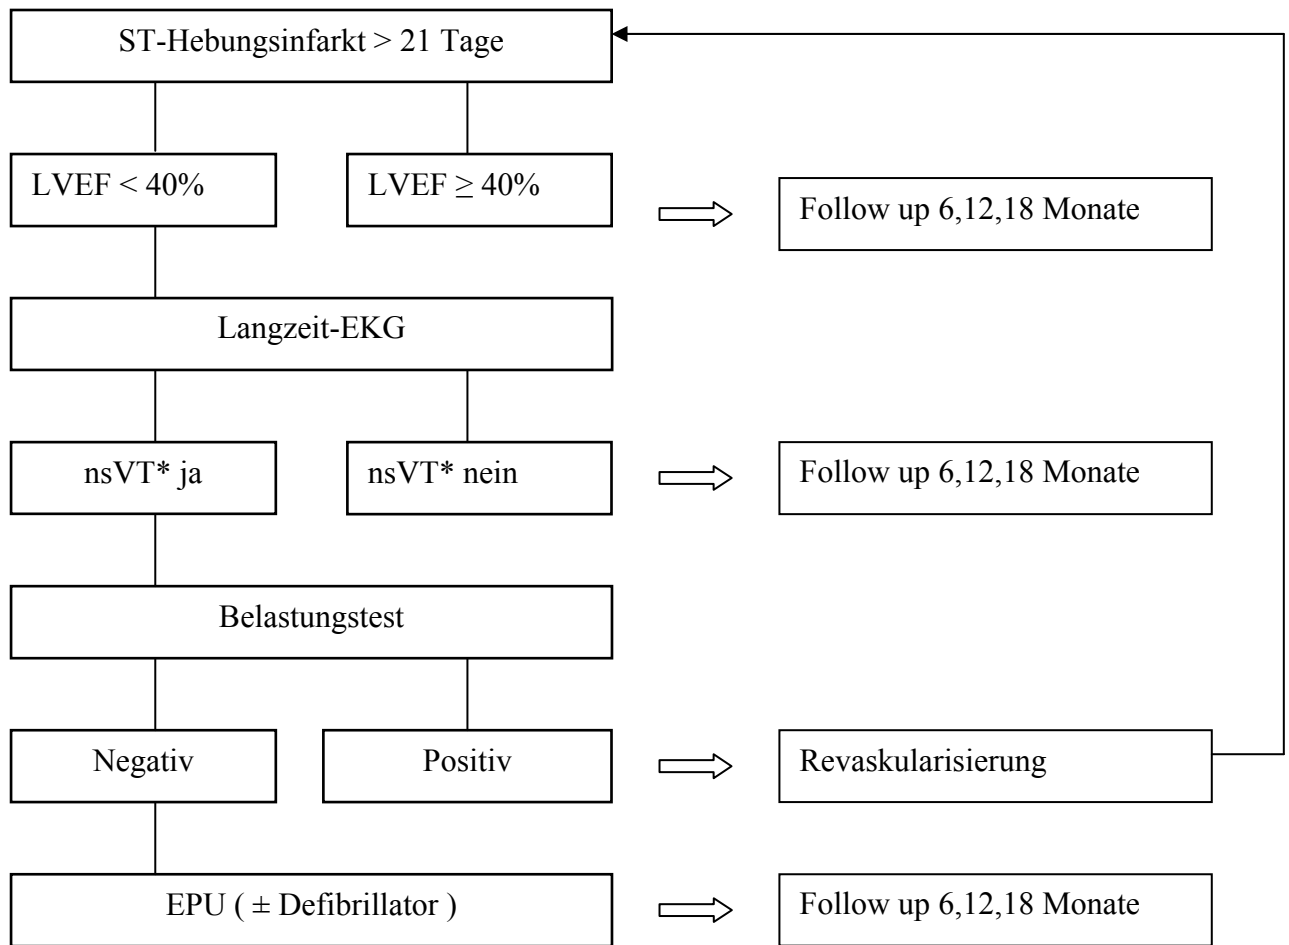 ST-Hebungsinfarkt > 21 Tage
LVEF < 40%
LVEF ≥ 40%
Follow up 6,12,18 Monate
Langzeit-EKG
nsVT* ja
nsVT* nein
Follow up 6,12,18 Monate
Belastungstest
Negativ
Positiv
Revaskularisierung
EPU ( ± Defibrillator )
Follow up 6,12,18 Monate